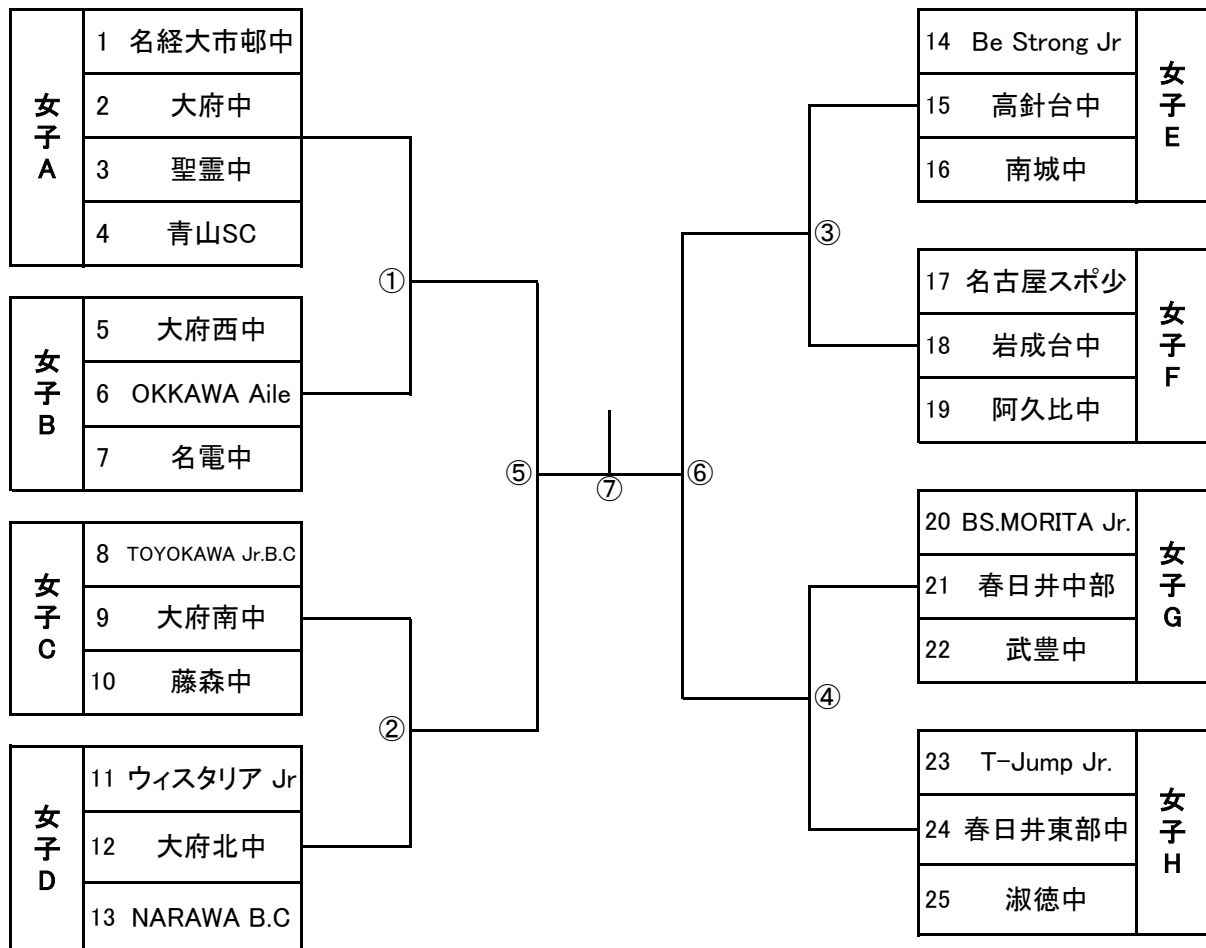 女子A
1 名経大市邨中
2 大府中
3 聖霊中
4 青山SC
女子B
5 大府西中
6 OKKAWA Aile
7 名電中
女子C
8 TOYOKAWA Jr.B.C
9 大府南中
10 藤森中
女子D
11 ウィスタリア Jr
12 大府北中
13 NARAWA B.C
①
②
⑤
⑦
⑥
③
④
14 Be Strong Jr
15 高針台中
16 南城中
女子E
17 名古屋スポ少
18 岩成台中
19 阿久比中
女子F
20 BS.MORITA Jr.
21 春日井中部
22 武豊中
女子G
23 T-Jump Jr.
24 春日井東部中
25 淑徳中
女子H